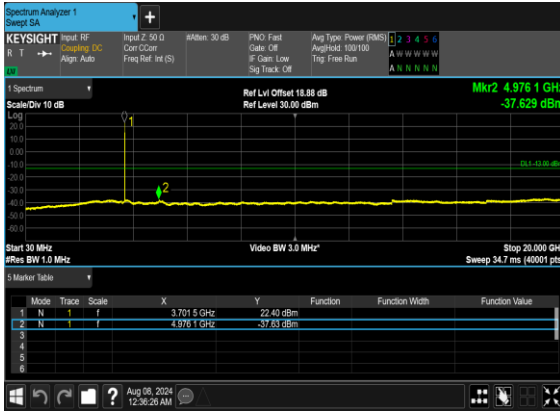 Spectrum Analyzer 1
Swept SA
+
KEYSIGHT Input: RF Input Z: 50 Ω #Atten: 30 dB PNO: Fast Avg Type: Power (RMS) 1 2 3 4 5 6
R T Coupling: DC Corr CCorr Gate: Off Avg|Hold: 100/100 A W W W W W
Align: Auto Freq Ref: Int (S) IF Gain: Low Trig: Free Run
LXI Sig Track: Off A N N N N N
1 Spectrum Ref Lvl Offset 18.88 dB Mkr2 4.976 1 GHz
Scale/Div 10 dB Ref Level 30.00 dBm -37.629 dBm
Log
20.0
10.0
0.00
-10.0
-20.0
-30.0
-40.0
-50.0
-60.0
1
DL1 -13.00 dBm
2
Start 30 MHz Video BW 3.0 MHz* Stop 20.000 GHz
#Res BW 1.0 MHz Sweep 34.7 ms (40001 pts)
5 Marker Table
Mode Trace Scale X Y Function Function Width Function Value
1 N 1 f 3.701 5 GHz 22.40 dBm
2 N 1 f 4.976 1 GHz -37.63 dBm
3
4
5
6
? Aug 08, 2024
12:36:26 AM